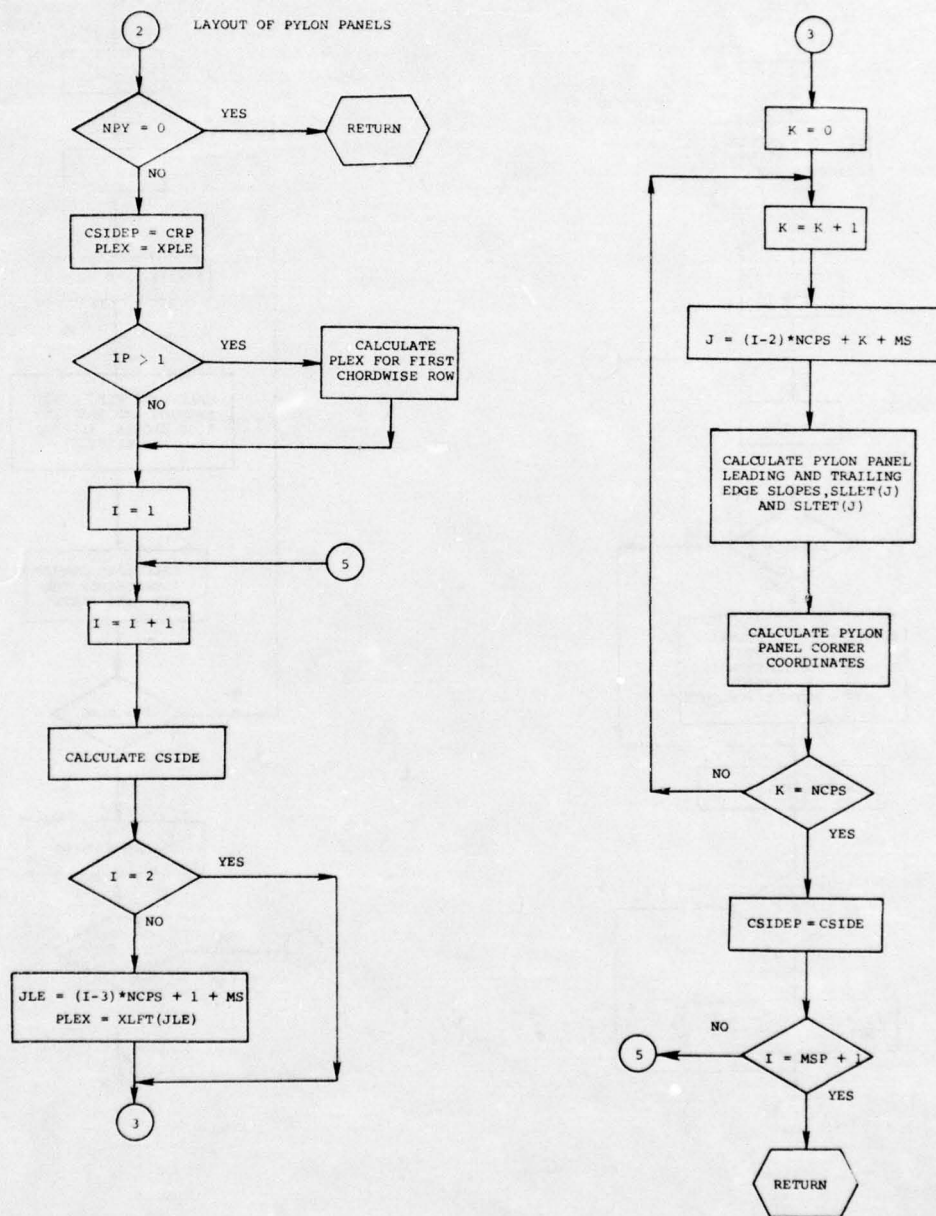 2
LAYOUT OF PYLON PANELS
NPY = 0
YES
RETURN
NO
CSIDEP = CRP
PLEX = XPLE
IP > 1
YES
CALCULATE
PLEX FOR FIRST
CHORDWISE ROW
NO
I = 1
5
I = I + 1
CALCULATE CSIDE
I = 2
YES
NO
JLE = (I-3)*NCPS + 1 + MS
PLEX = XLFT(JLE)
3
3
K = 0
K = K + 1
J = (I-2)*NCPS + K + MS
CALCULATE PYLON PANEL
LEADING AND TRAILING
EDGE SLOPES,SLLET(J)
AND SLTET(J)
CALCULATE PYLON
PANEL CORNER
COORDINATES
NO
K = NCPS
YES
CSIDEP = CSIDE
NO
5
I = MSP + 1
YES
RETURN